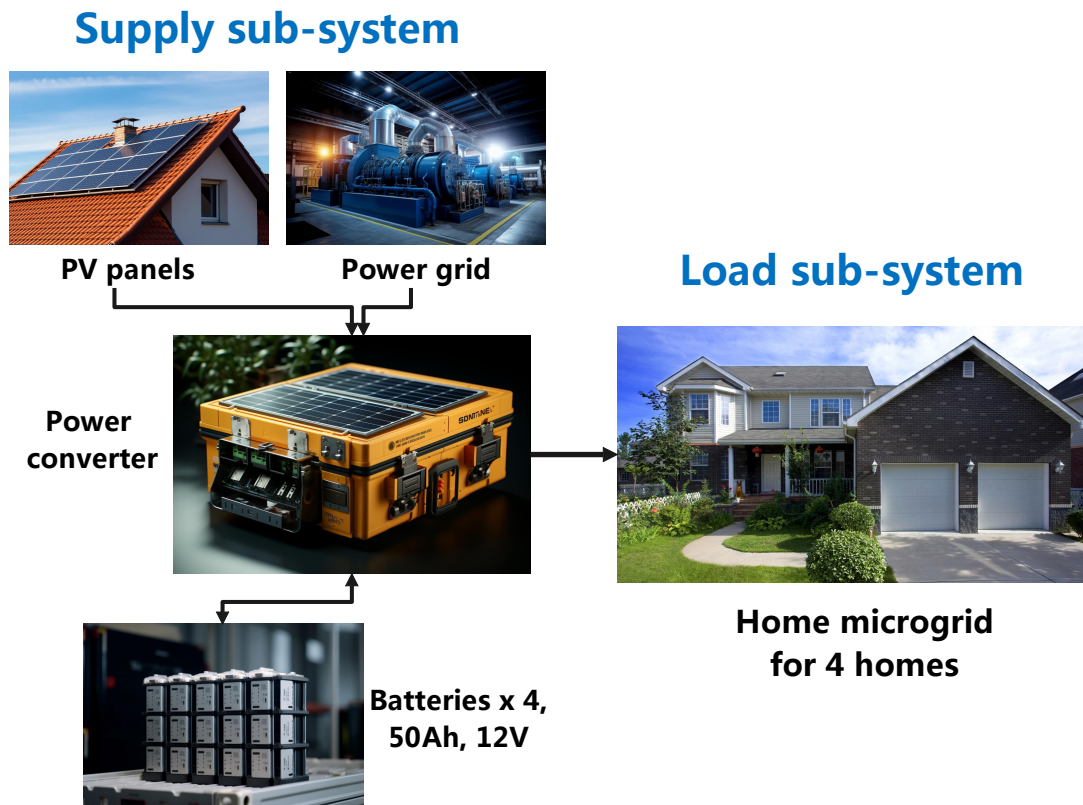 Supply sub-system
PV panels
Power grid
Load sub-system
Power
converter
Home microgrid
for 4 homes
Batteries x 4,
50Ah, 12V